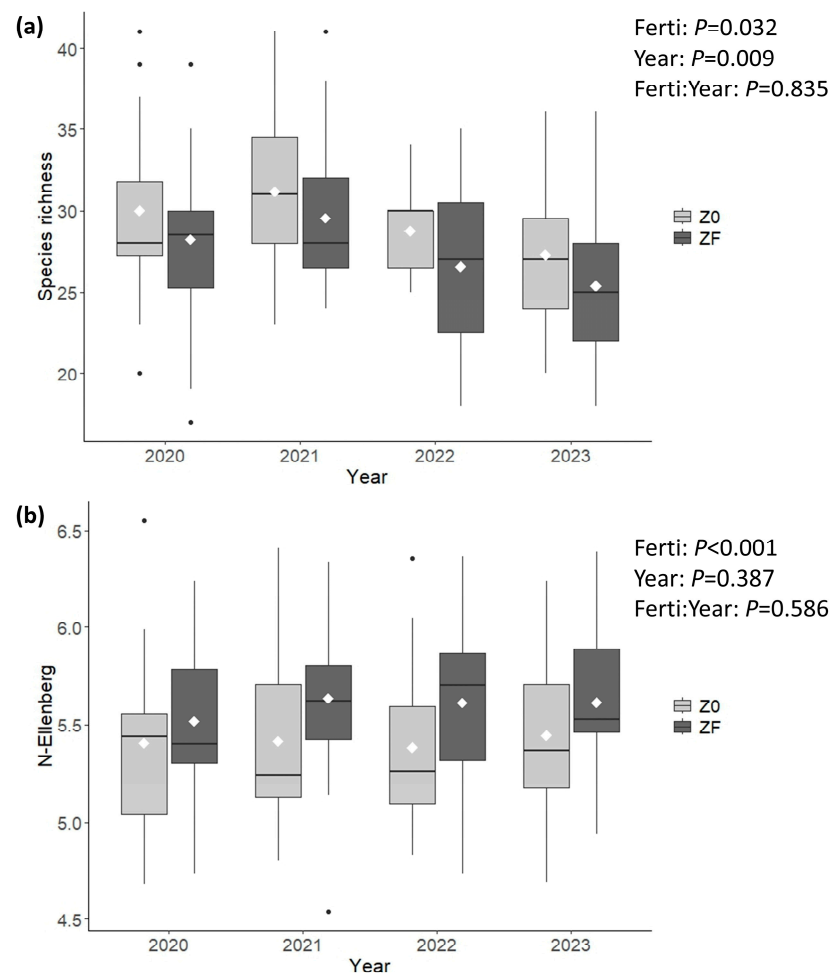 (a)
Ferti: P=0.032
Year: P=0.009
Ferti:Year: P=0.835
Species richness
40
35
30
25
20
Z0
ZF
2020 2021 2022 2023
Year
(b)
Ferti: P<0.001
Year: P=0.387
Ferti:Year: P=0.586
N-Ellenberg
6.5
6.0
5.5
5.0
4.5
Z0
ZF
2020 2021 2022 2023
Year